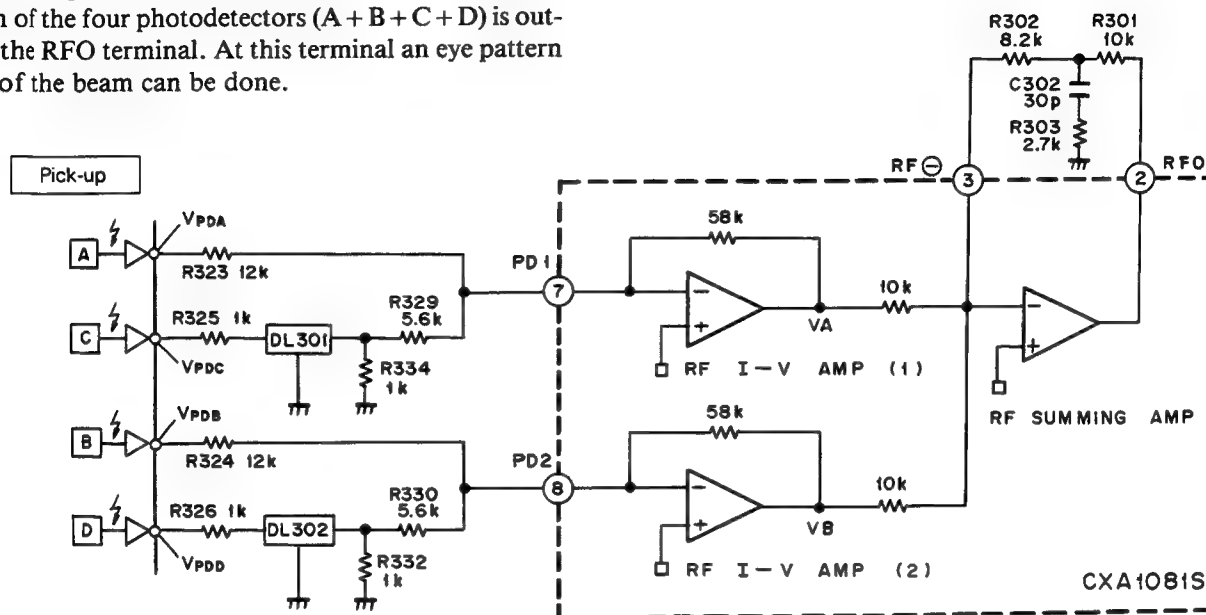 of the four photodetectors (A+B+C+D) is out-
the RFO terminal. At this terminal an eye pattern
of the beam can be done.
R302
8.2k
R301
10k
C302
30p
R303
2.7k
Pick-up
RF⊖
3
2
RFO
VPDA
A
R323 12k
PD1
7
58k
10k
VA
RF I-V AMP (1)
R325 1k
C
DL301
R329
5.6k
VPDC
R334
1k
RF SUMMING AMP
VPDB
B
R324 12k
PD2
8
58k
10k
VB
RF I-V AMP (2)
R326 1k
D
DL302
R330
5.6k
VPDD
R332
1k
CXA1081S
- 
+
-
+
-
+